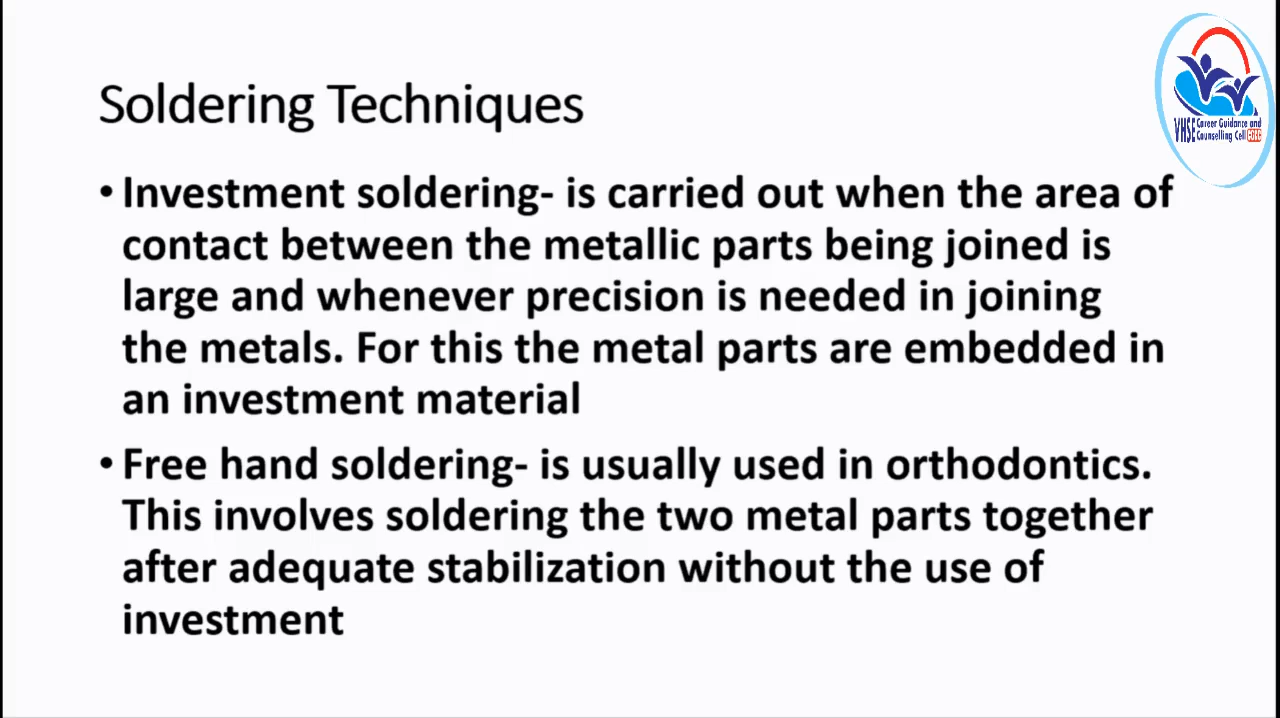 Soldering Techniques
• Investment soldering- is carried out when the area of
contact between the metallic parts being joined is
large and whenever precision is needed in joining
the metals. For this the metal parts are embedded in
an investment material
• Free hand soldering- is usually used in orthodontics.
This involves soldering the two metal parts together
after adequate stabilization without the use of
investment
VHSE Career Guidance and
Counselling Cell CGCC